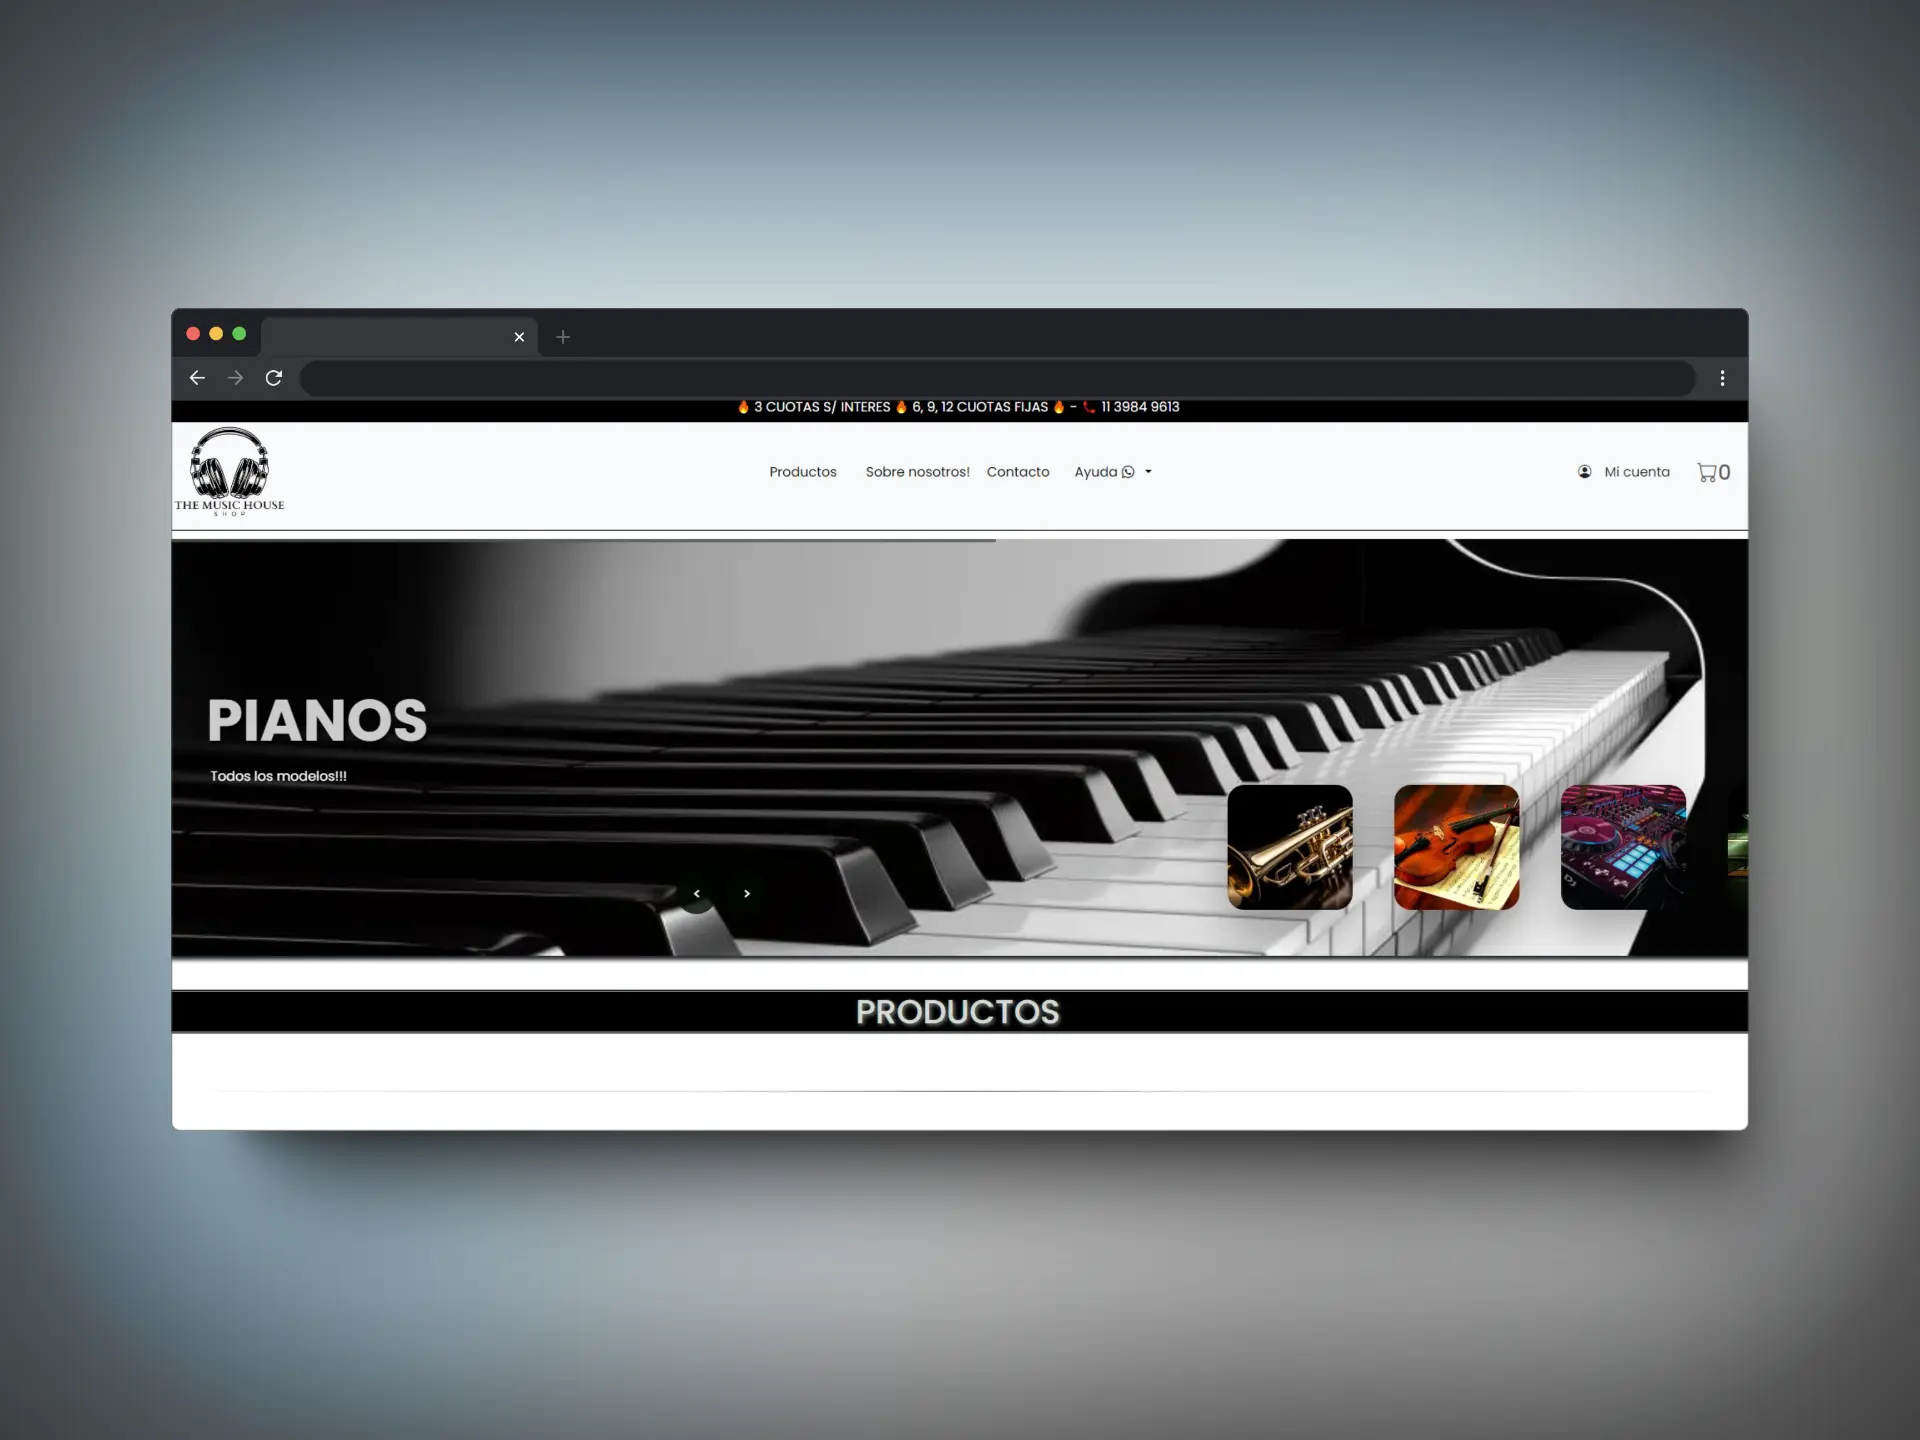 🔥 3 CUOTAS S/ INTERES 🔥 6, 9, 12 CUOTAS FIJAS 🔥 - 📞 11 3984 9613
THE MUSIC HOUSE
SHOP
Productos Sobre nosotros! Contacto Ayuda
Mi cuenta 0
PIANOS
Todos los modelos!!!
PRODUCTOS